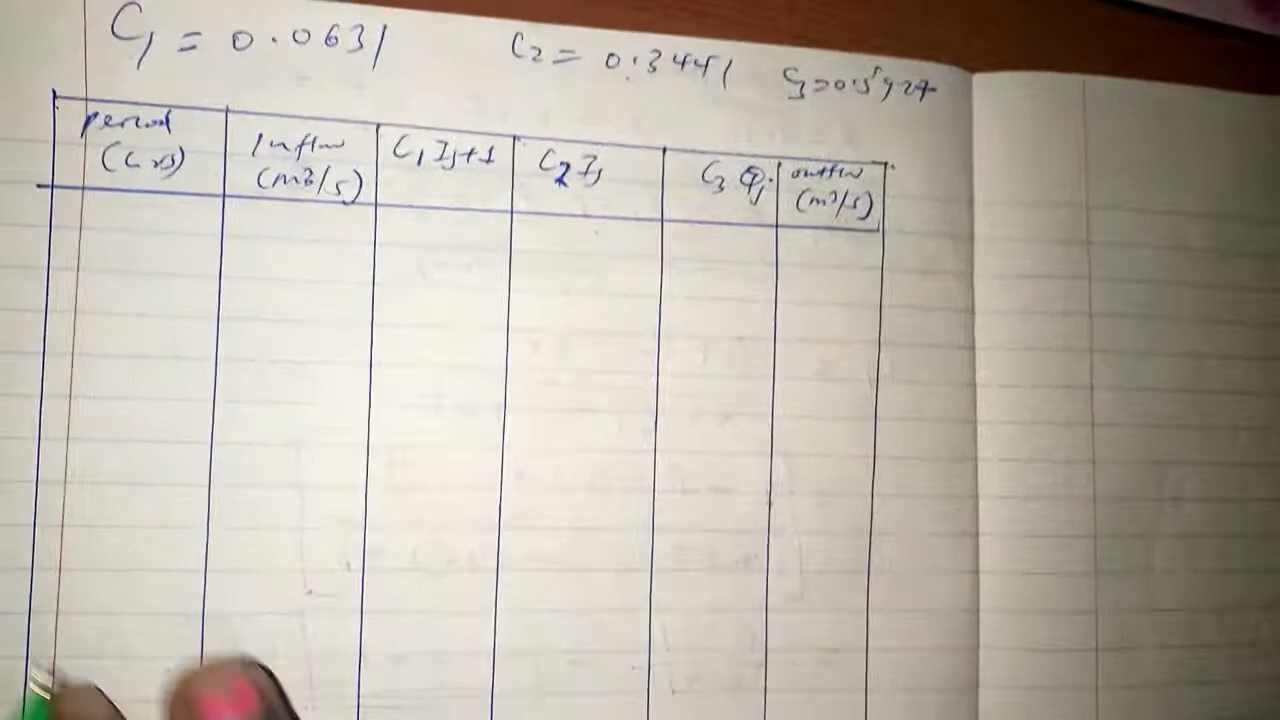 C1 = 0.0631 C2 = 0.3441 C3=0.5927
period (hrs) Inflow (m3/s) C1 Ij+1 C2 Ij C3 Qj outflow (m3/s)